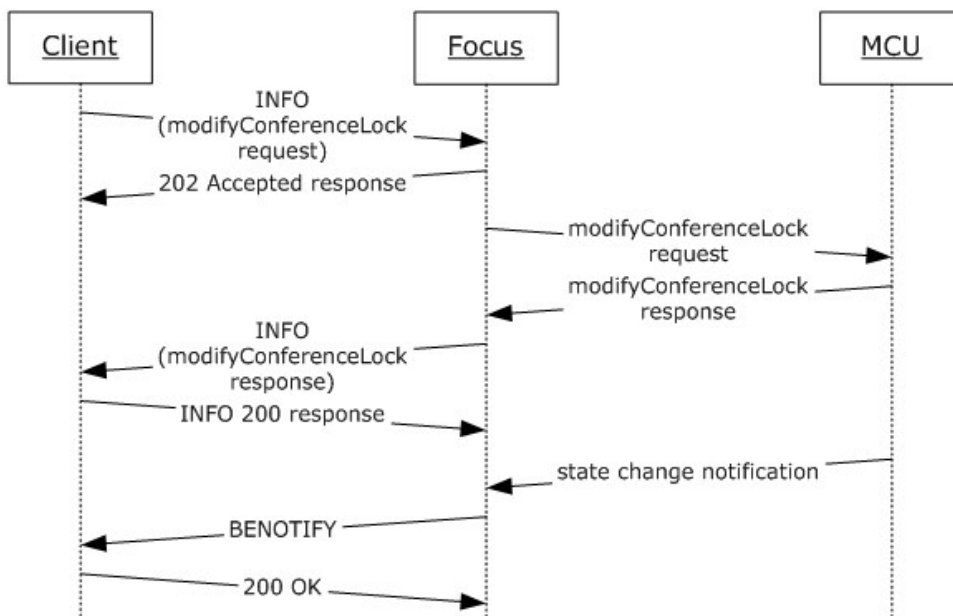 Client
Focus
MCU
INFO
(modifyConferenceLock
request)
202 Accepted response
modifyConferenceLock
request
modifyConferenceLock
response
INFO
(modifyConferenceLock
response)
INFO 200 response
state change notification
BENOTIFY
200 OK